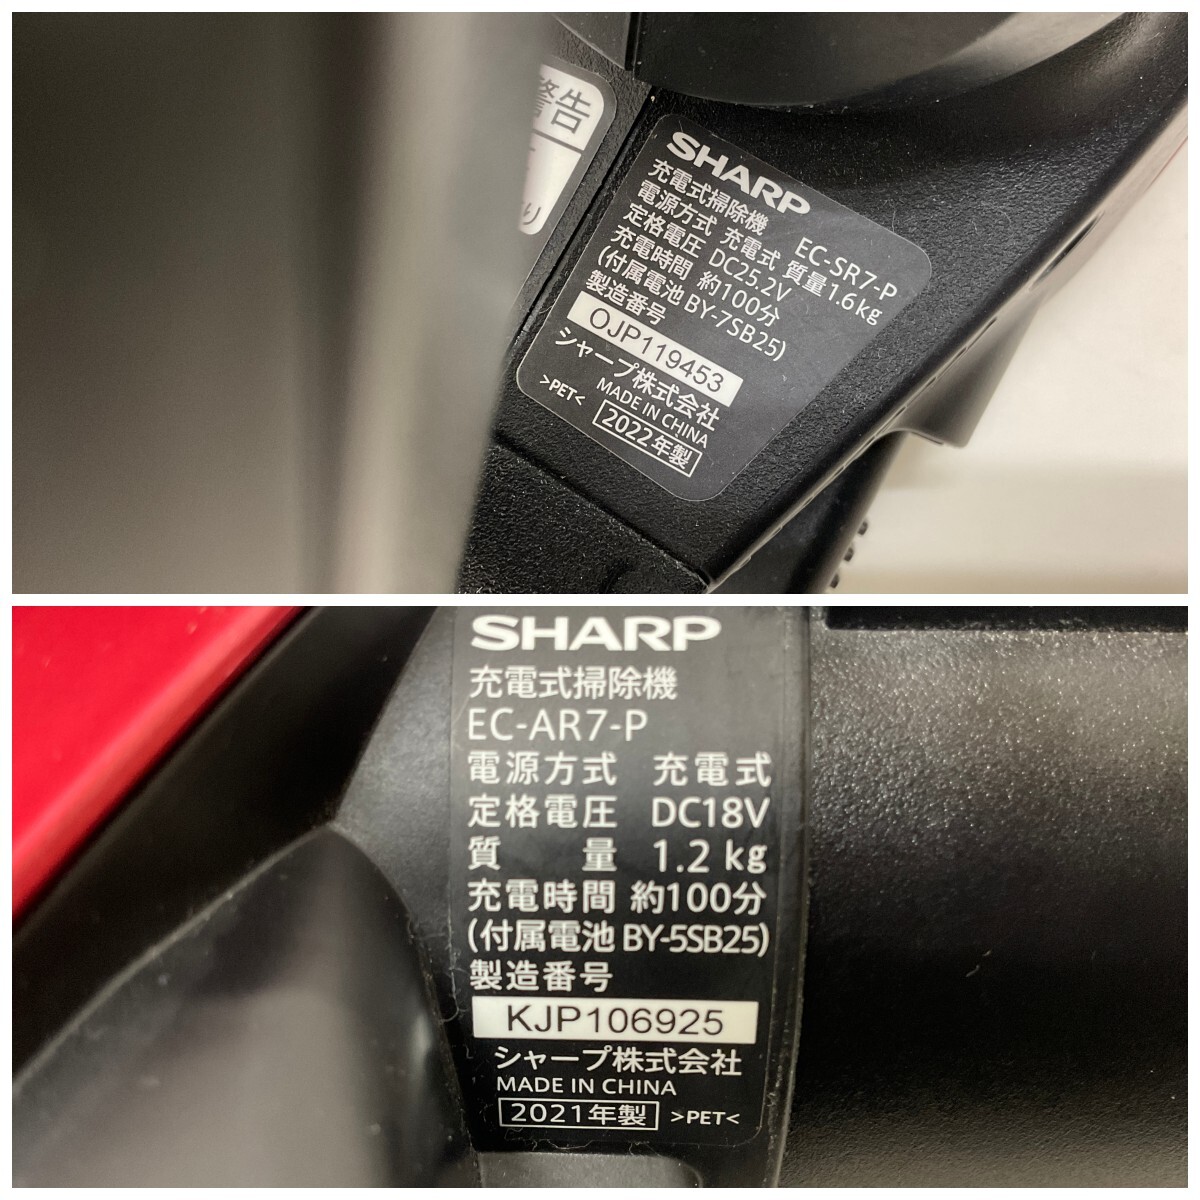 警告
り
SHARP
充電式掃除機 EC-SR7-P
電源方式 充電式 質量1.6kg
定格電圧 DC25.2V
充電時間 約100分
(付属電池 BY-7SB25)
製造番号
OJP119453
シャープ株式会社
MADE IN CHINA
>PET< 2022年製
SHARP
充電式掃除機
EC-AR7-P
電源方式 充電式
定格電圧 DC18V
質量 1.2 kg
充電時間 約100分
(付属電池 BY-5SB25)
製造番号
KJP106925
シャープ株式会社
MADE IN CHINA
2021年製 >PET<